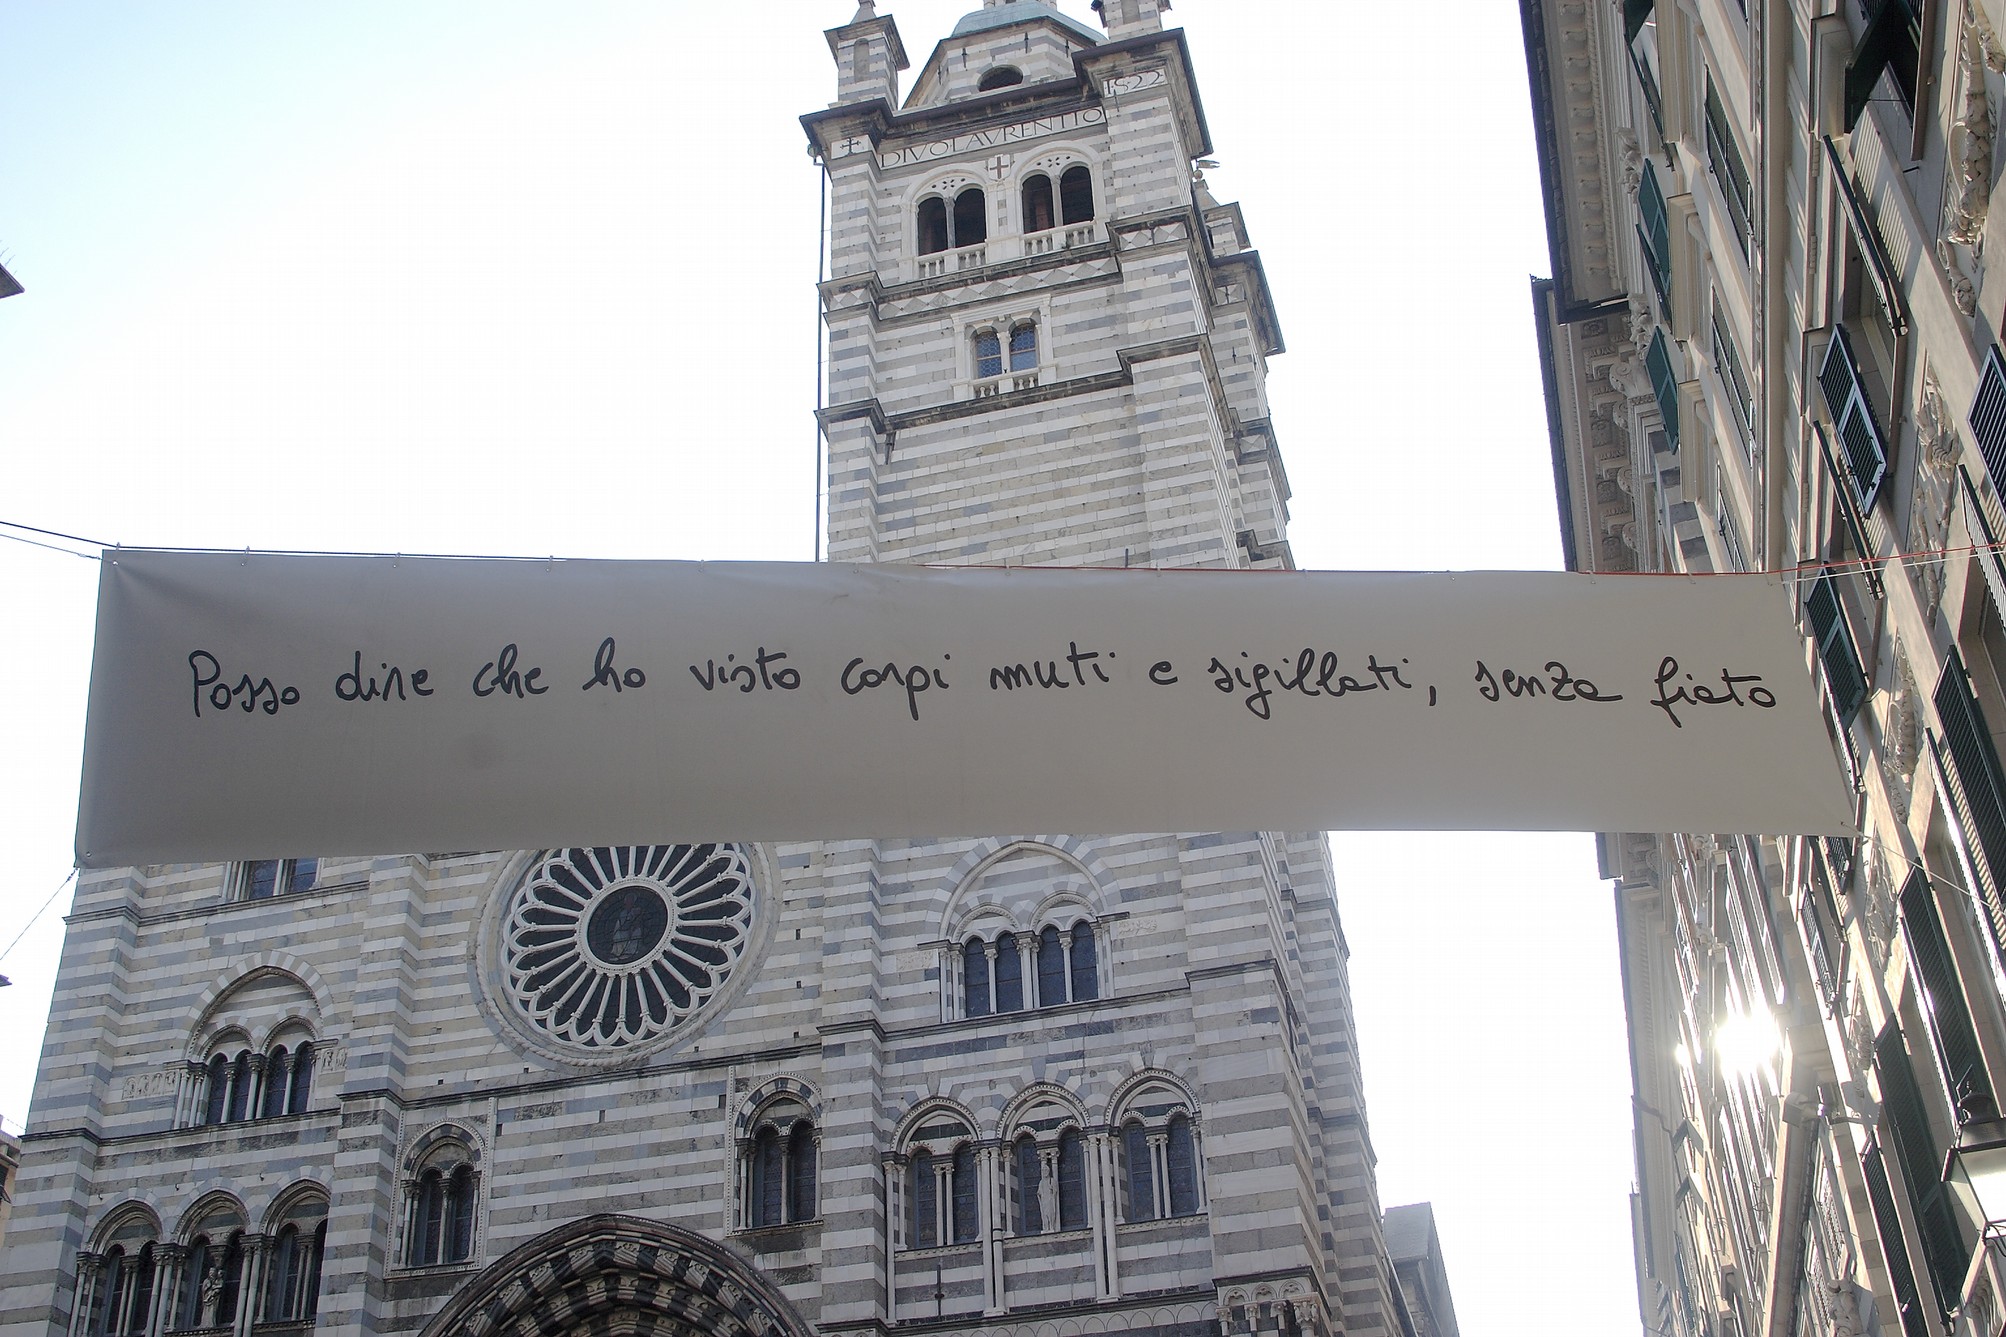 1522
DIVO LAVRENTIO
Posso dire che ho visto corpi muti e sigillati, senza fiato